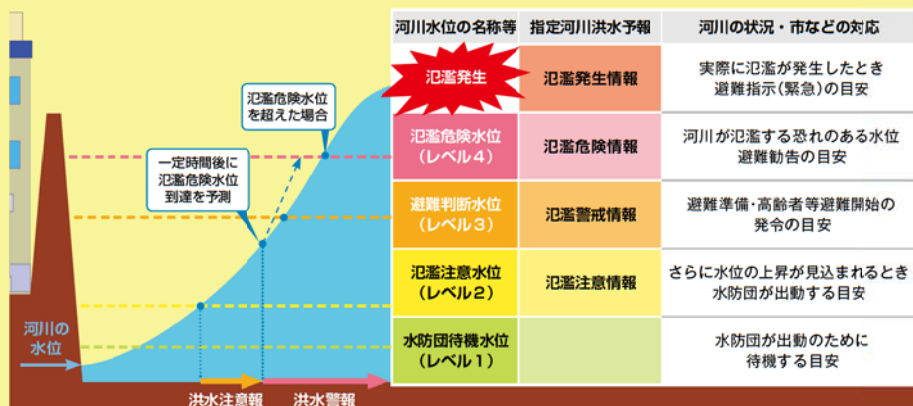 河川水位の名称等 指定河川洪水予報 河川の状況・市などの対応
氾濫発生 氾濫発生情報 実際に氾濫が発生したとき
避難指示(緊急)の目安
氾濫危険水位
(レベル4)
氾濫危険情報
河川が氾濫する恐れのある水位
避難勧告の目安
避難判断水位
(レベル3)
氾濫警戒情報
避難準備・高齢者等避難開始の
発令の目安
氾濫注意水位
(レベル2)
氾濫注意情報
さらに水位の上昇が見込まれるとき
水防団が出動する目安
水防団待機水位
(レベル1)
水防団が出動のために
待機する目安
氾濫危険水位
を超えた場合
一定時間後に
氾濫危険水位
到達を予測
河川の
水位
洪水注意報 洪水警報